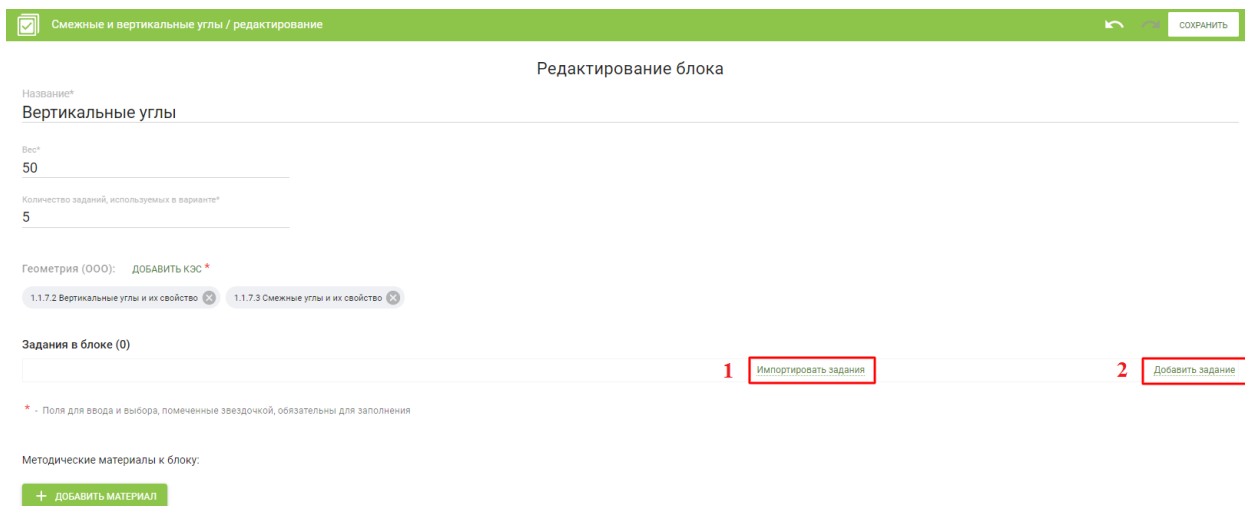 Смежные и вертикальные углы / редактирование
СОХРАНИТЬ
Редактирование блока
Название*
Вертикальные углы
Вес*
50
Количество заданий, используемых в варианте*
5
Геометрия (ООО): ДОБАВИТЬ КЭС *
1.1.7.2 Вертикальные углы и их свойство 1.1.7.3 Смежные углы и их свойство
Задания в блоке (0)
1 Импортировать задания 2 Добавить задание
* - Поля для ввода и выбора, помеченные звездочкой, обязательны для заполнения
Методические материалы к блоку:
+ ДОБАВИТЬ МАТЕРИАЛ